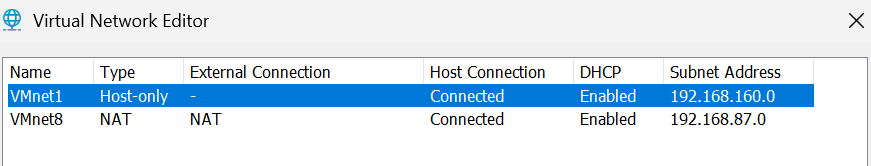 Virtual Network Editor
Name Type External Connection Host Connection DHCP Subnet Address
VMnet1 Host-only - Connected Enabled 192.168.160.0
VMnet8 NAT NAT Connected Enabled 192.168.87.0